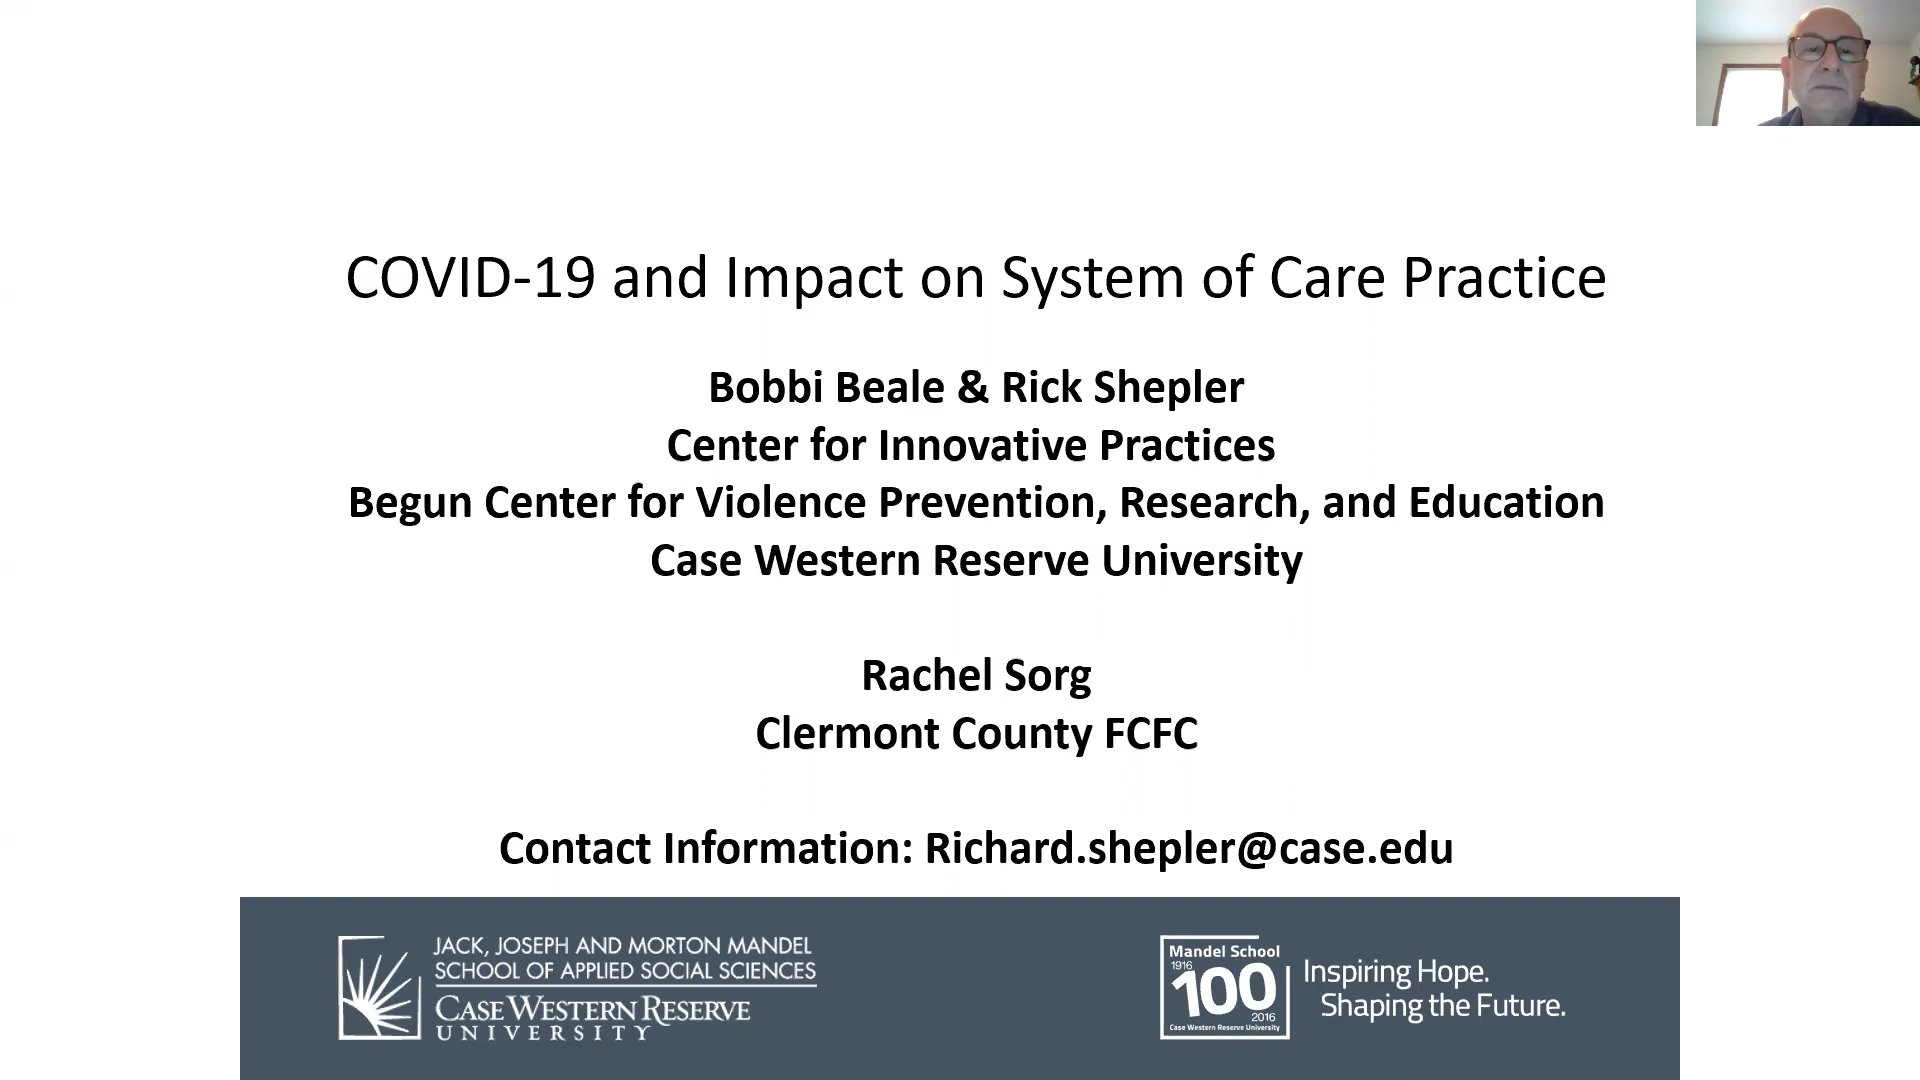 COVID-19 and Impact on System of Care Practice
Bobbi Beale & Rick Shepler
Center for Innovative Practices
Begun Center for Violence Prevention, Research, and Education
Case Western Reserve University
Rachel Sorg
Clermont County FCFC
Contact Information: Richard.shepler@case.edu
JACK, JOSEPH AND MORTON MANDEL
SCHOOL OF APPLIED SOCIAL SCIENCES
CASE WESTERN RESERVE
UNIVERSITY
Mandel School
1916
100
2016
Case Western Reserve University
Inspiring Hope.
Shaping the Future.